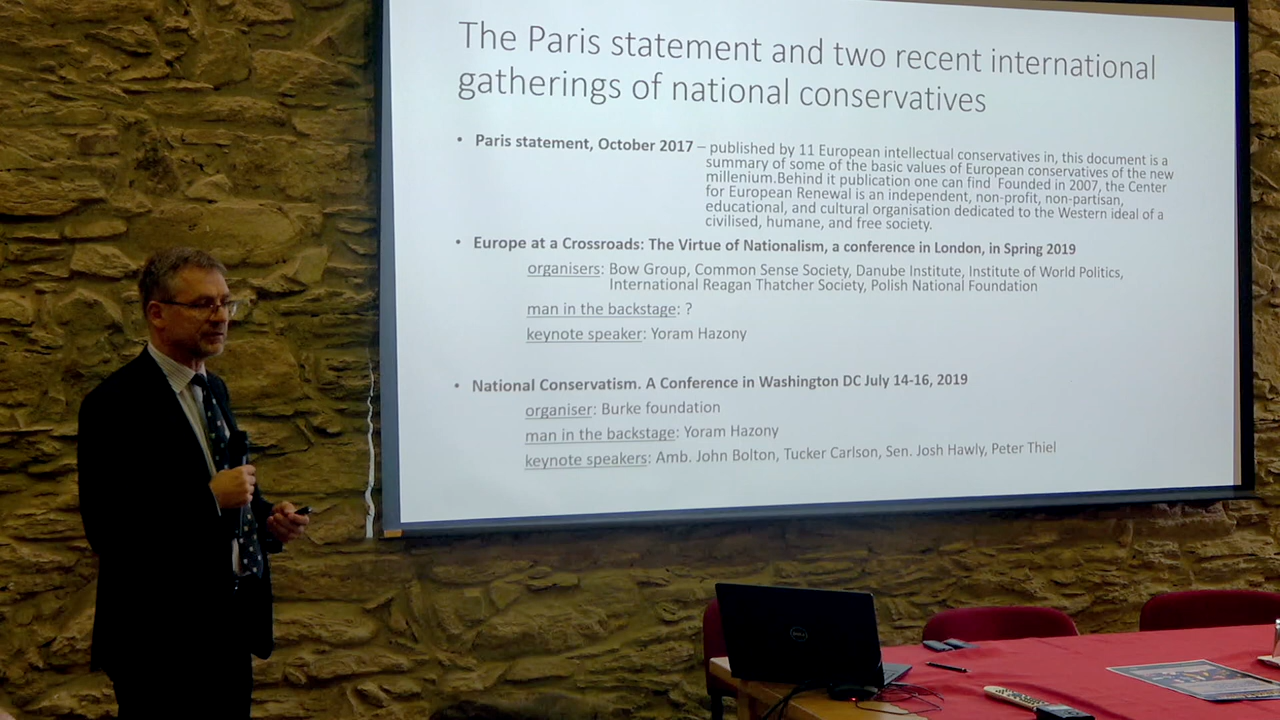 The Paris statement and two recent international
gatherings of national conservatives
• Paris statement, October 2017 – published by 11 European intellectual conservatives in, this document is a
summary of some of the basic values of European conservatives of the new
millenium.Behind it publication one can find Founded in 2007, the Center
for European Renewal is an independent, non-profit, non-partisan,
educational, and cultural organisation dedicated to the Western ideal of a
civilised, humane, and free society.
• Europe at a Crossroads: The Virtue of Nationalism, a conference in London, in Spring 2019
organisers: Bow Group, Common Sense Society, Danube Institute, Institute of World Politics,
International Reagan Thatcher Society, Polish National Foundation
man in the backstage: ?
keynote speaker: Yoram Hazony
• National Conservatism. A Conference in Washington DC July 14-16, 2019
organiser: Burke foundation
man in the backstage: Yoram Hazony
keynote speakers: Amb. John Bolton, Tucker Carlson, Sen. Josh Hawly, Peter Thiel
DELL